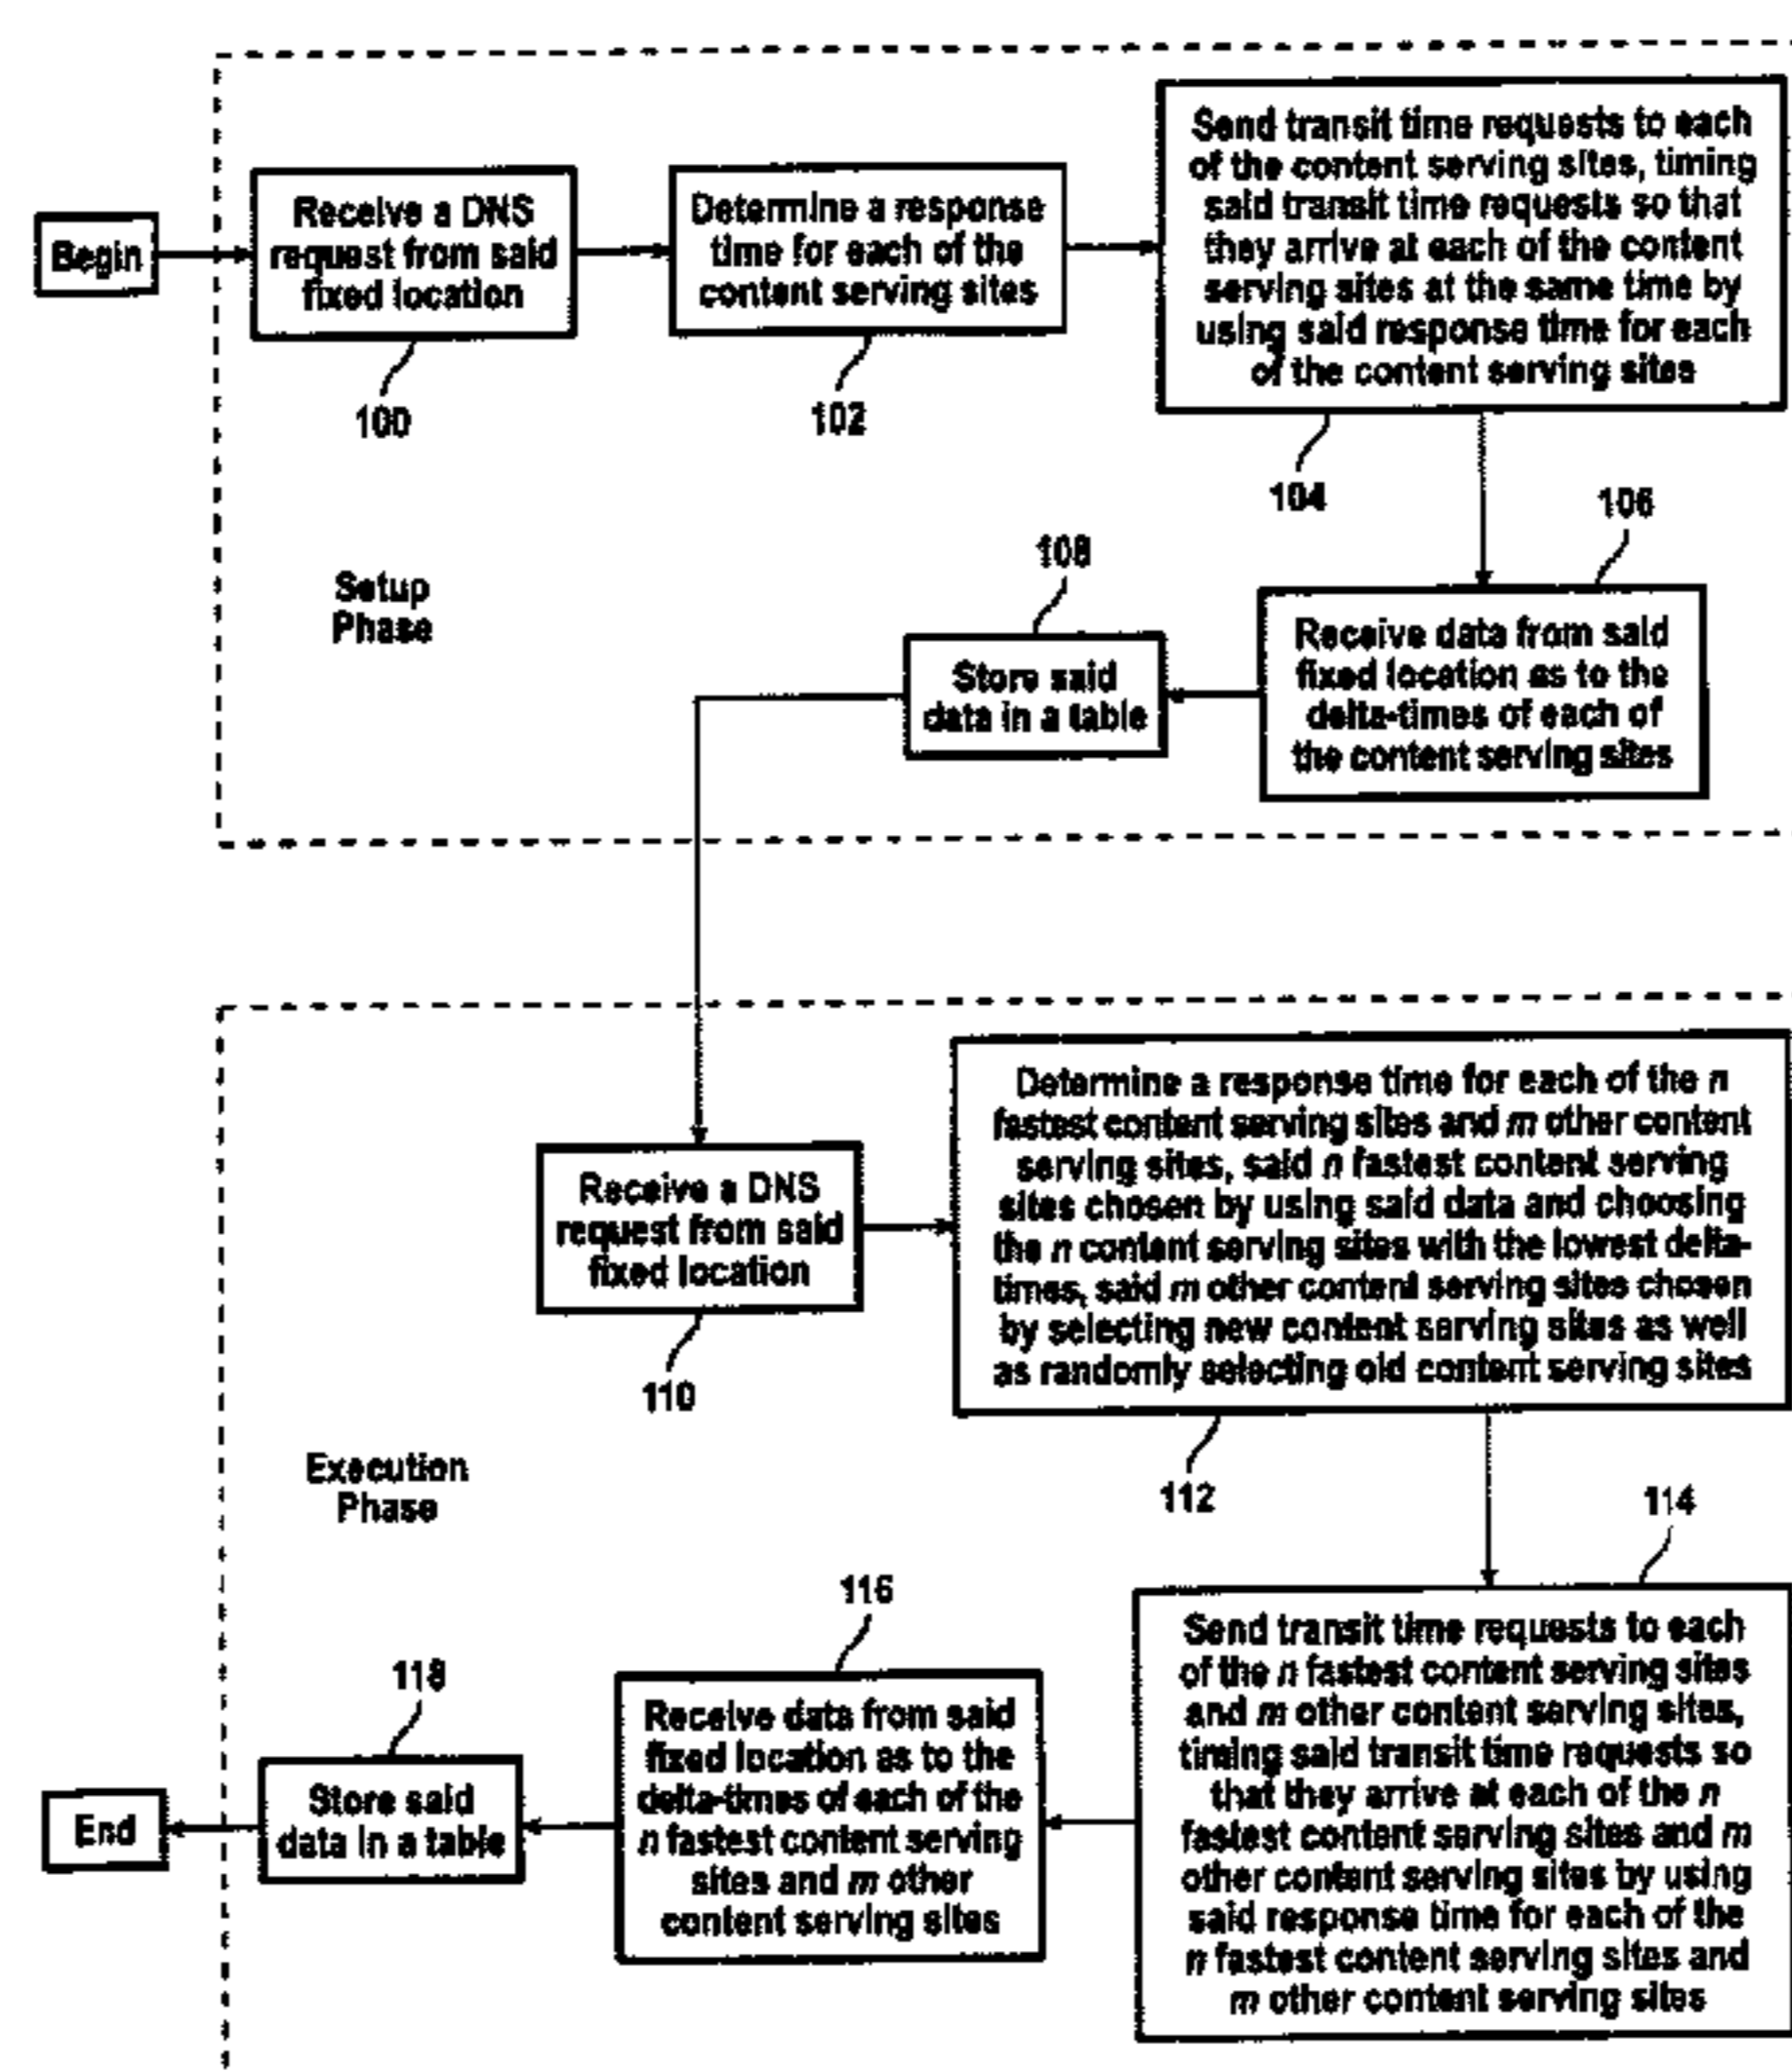 Begin
Receive a DNS
request from said
fixed location
100
Determine a response
time for each of the
content serving sites
102
Send transit time requests to each
of the content serving sites, timing
said transit time requests so that
they arrive at each of the content
serving sites at the same time by
using said response time for each
of the content serving sites
104
106
Receive data from said
fixed location as to the
delta-times of each of
the content serving sites
108
Store said
data in a table
Setup
Phase
Receive a DNS
request from said
fixed location
110
Determine a response time for each of the n
fastest content serving sites and m other content
serving sites, said n fastest content serving
sites chosen by using said data and choosing
the n content serving sites with the lowest delta-
times, said m other content serving sites chosen
by selecting new content serving sites as well
as randomly selecting old content serving sites
112
Execution
Phase
114
Send transit time requests to each
of the n fastest content serving sites
and m other content serving sites,
timing said transit time requests so
that they arrive at each of the n
fastest content serving sites and m
other content serving sites by using
said response time for each of the
n fastest content serving sites and
m other content serving sites
116
Receive data from said
fixed location as to the
delta-times of each of the
n fastest content serving
sites and m other
content serving sites
118
Store said
data in a table
End